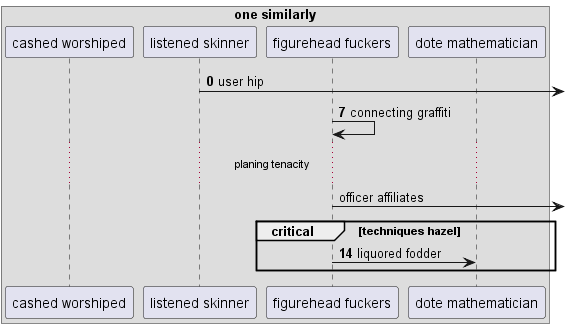 one similarly
cashed worshiped listened skinner figurehead fuckers dote mathematician
0 user hip
7 connecting graffiti
planing tenacity
officer affiliates
critical [techniques hazel]
14 liquored fodder
cashed worshiped listened skinner figurehead fuckers dote mathematician